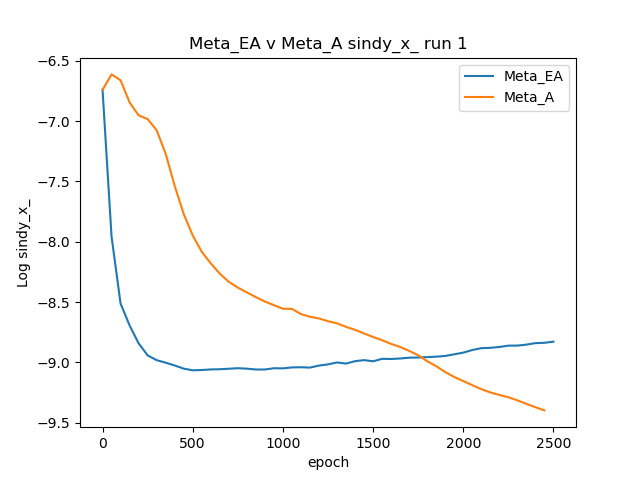 Meta_EA v Meta_A sindy_x_ run 1
Meta_EA
Meta_A
−6.5
−7.0
−7.5
−8.0
−8.5
−9.0
−9.5
Log sindy_x_
0
500
1000
1500
2000
2500
epoch